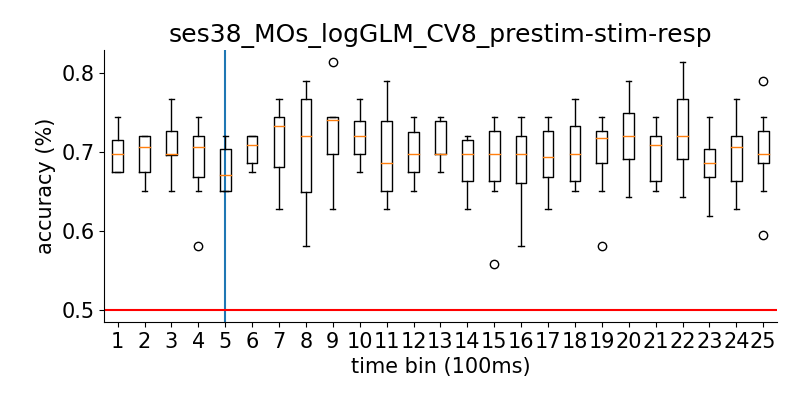 ses38_MOs_logGLM_CV8_prestim-stim-resp
accuracy (%)
0.8
0.7
0.6
0.5
1 2 3 4 5 6 7 8 9 10 11 12 13 14 15 16 17 18 19 20 21 22 23 24 25
time bin (100ms)